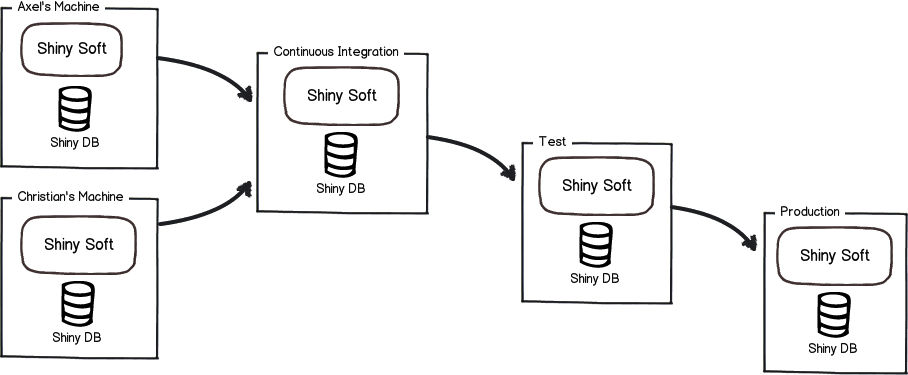 Axel's Machine
Shiny Soft
Shiny DB
Christian's Machine
Shiny Soft
Shiny DB
Continuous Integration
Shiny Soft
Shiny DB
Test
Shiny Soft
Shiny DB
Production
Shiny Soft
Shiny DB